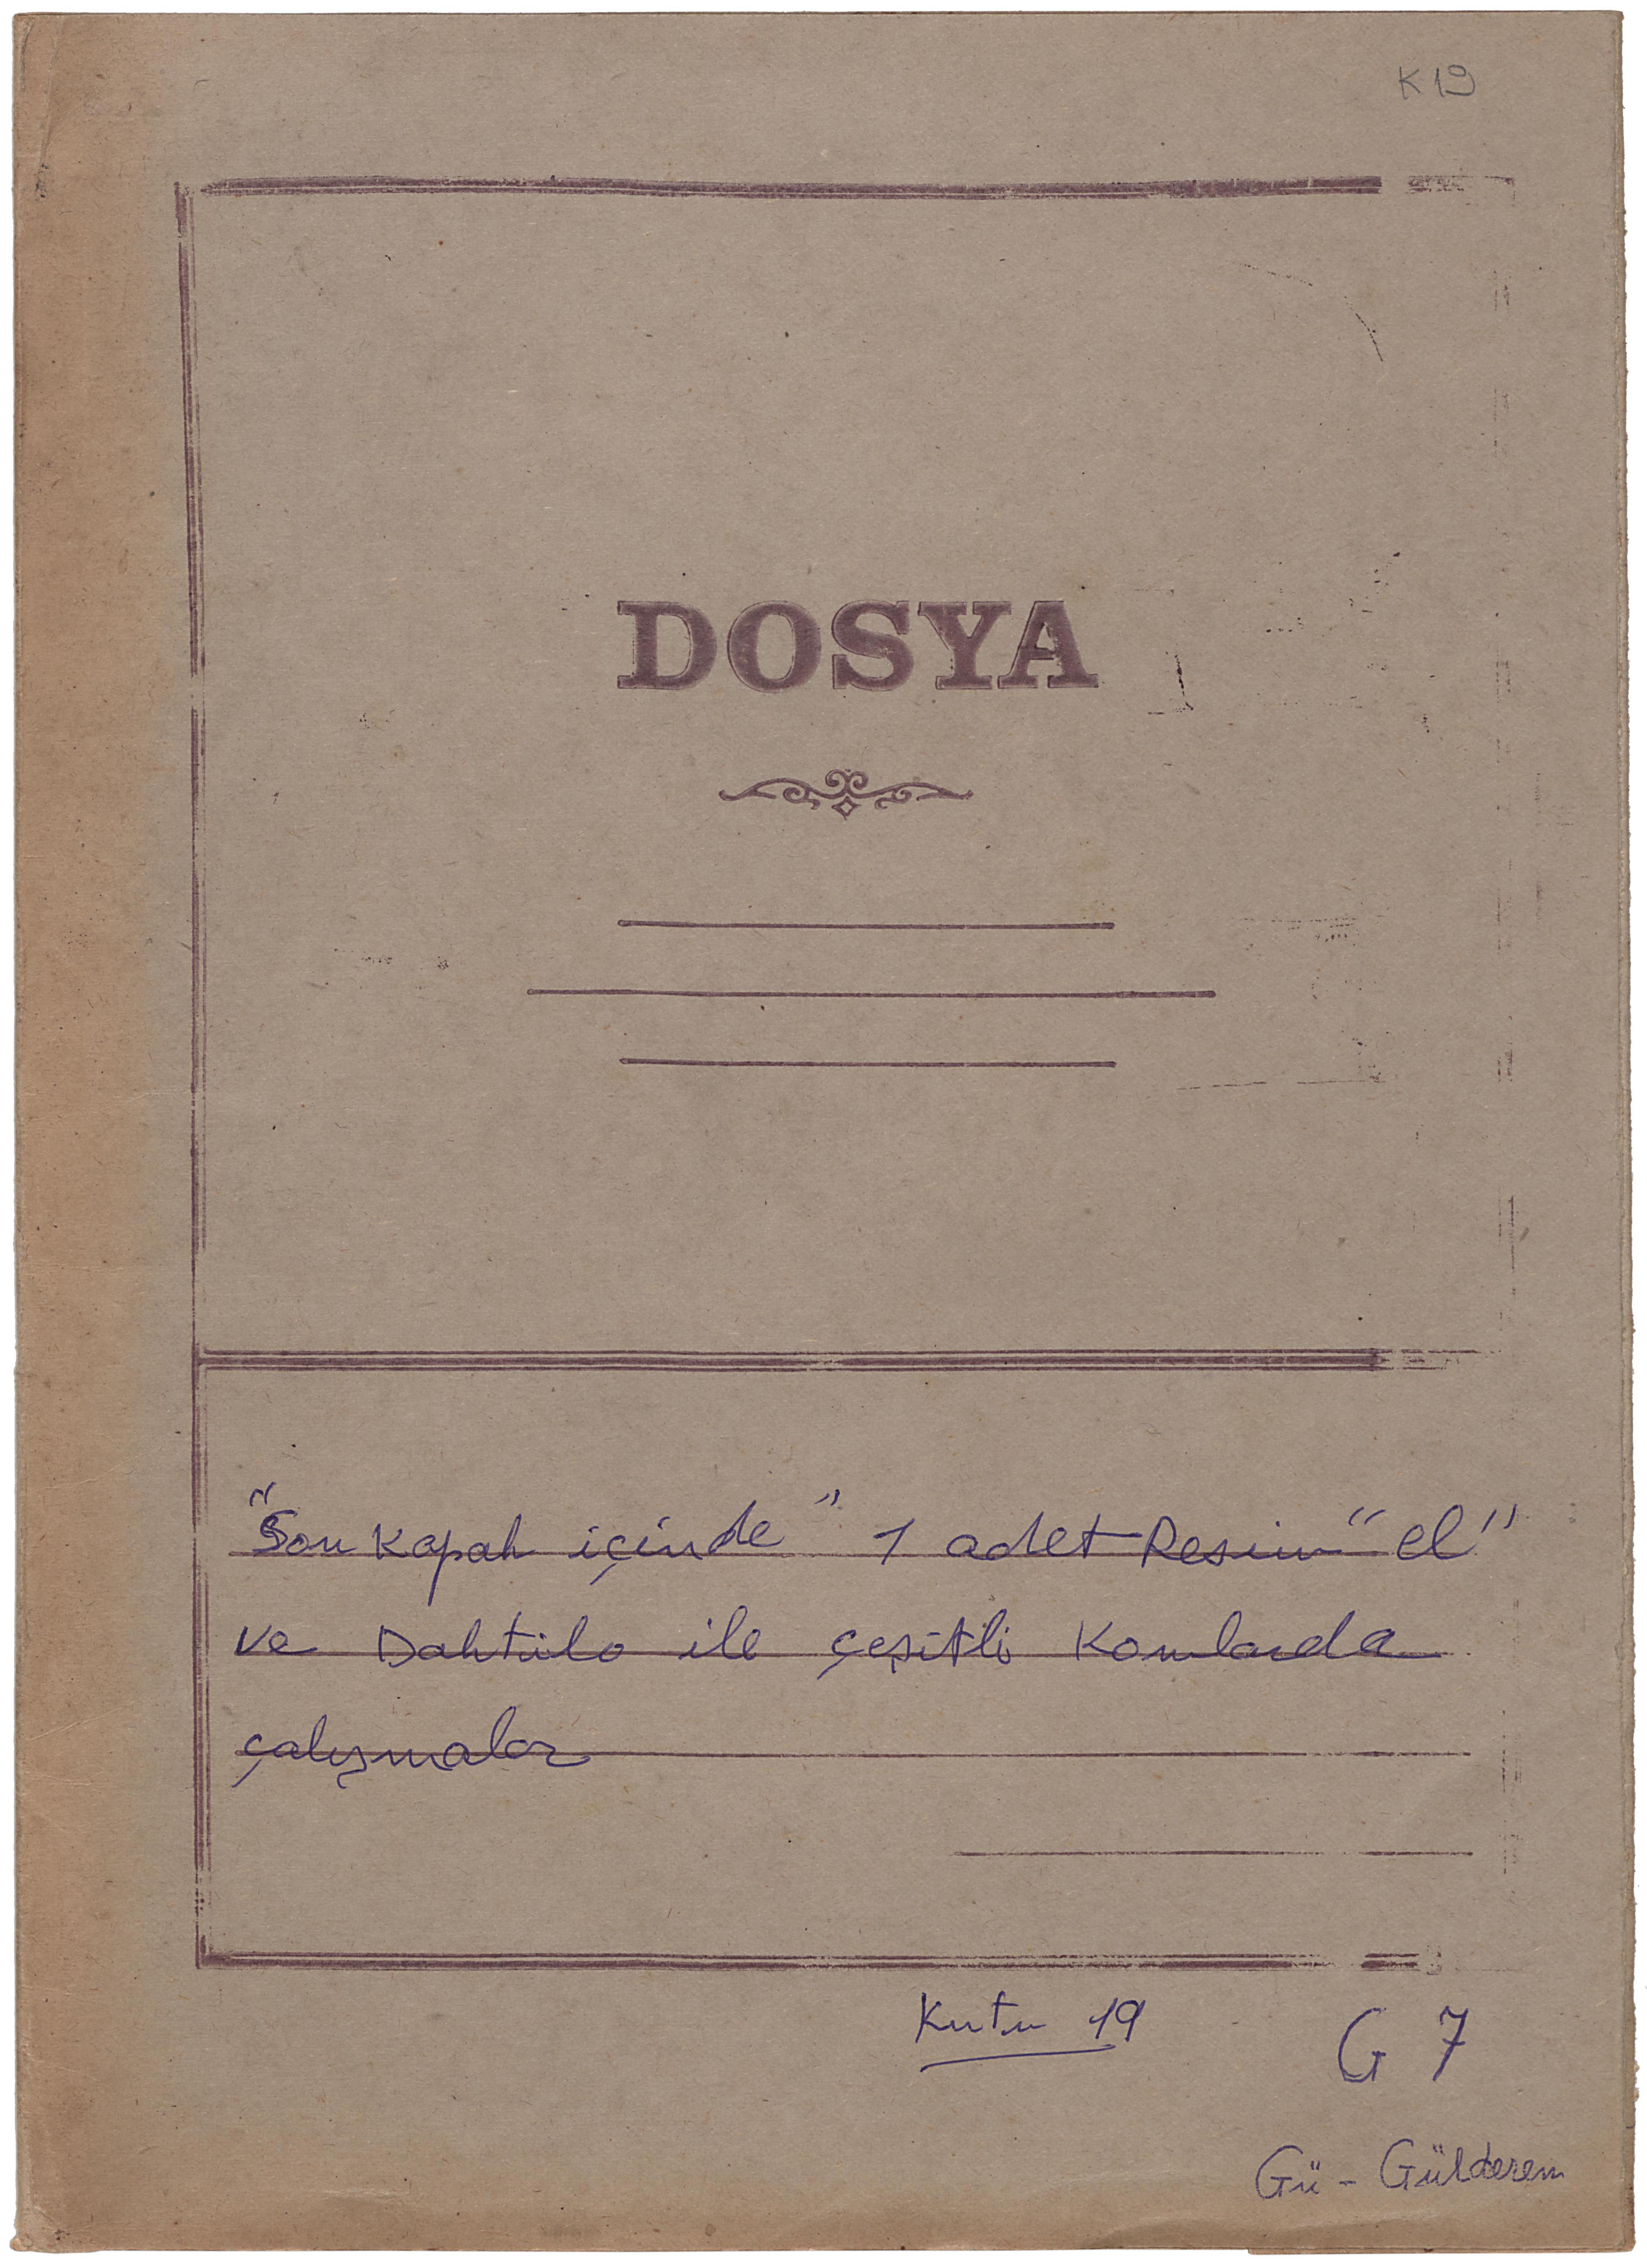 K19
DOSYA
"Son kapak içinde" 1 adet Resim "el"
ve Daktilo ile çeşitli Konularda
çalışmalar
Kutu 19
G 7
Gü - Gülderem